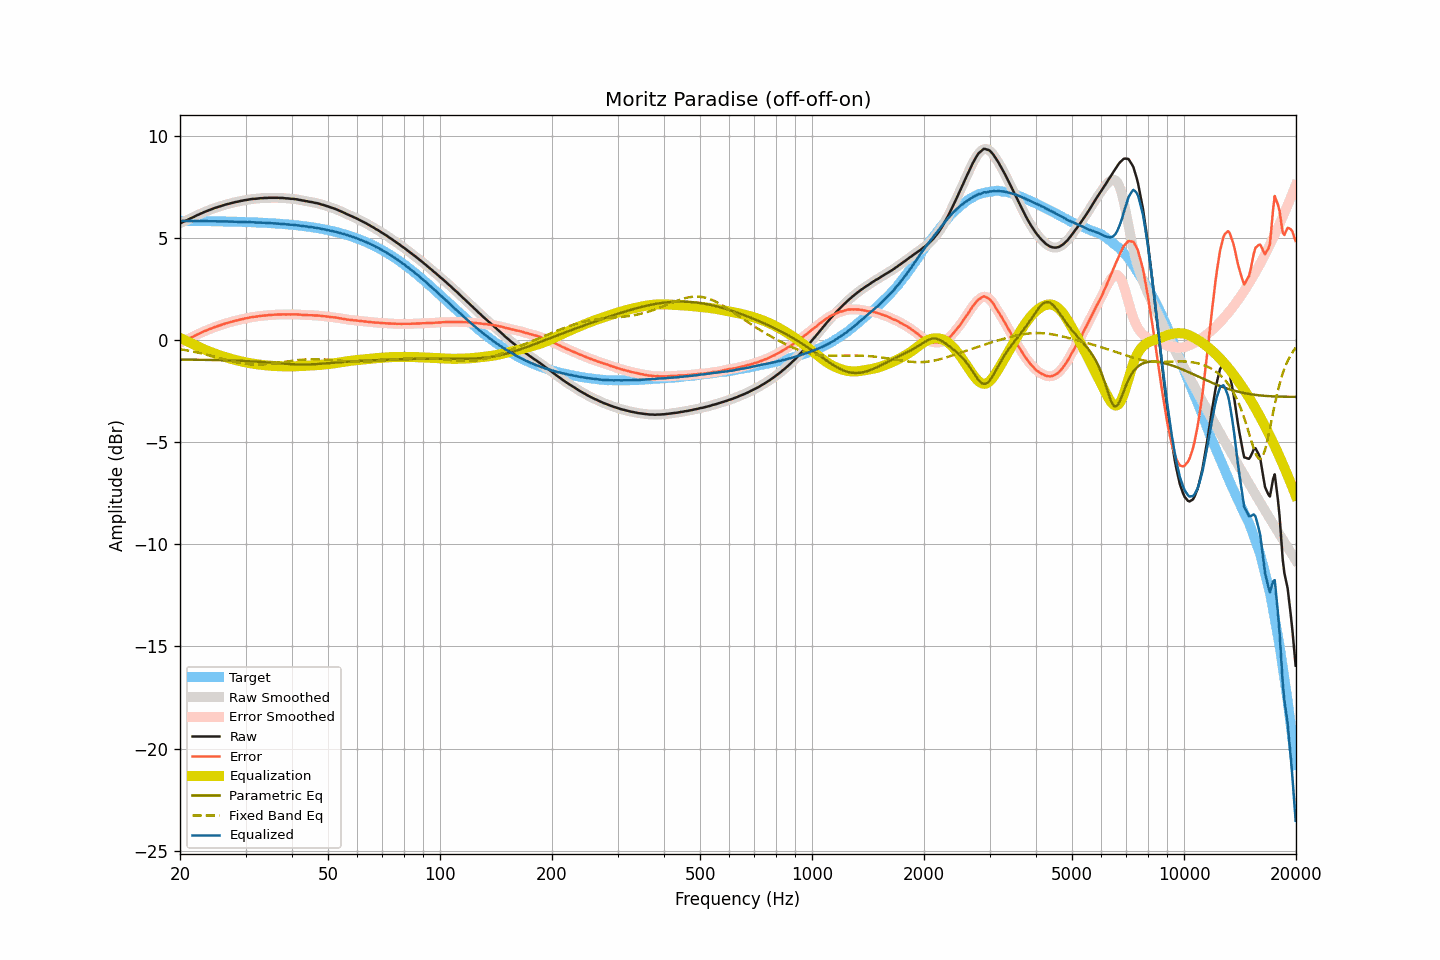 Moritz Paradise (off-off-on)
10
5
0
−5
−10
−15
−20
−25
Amplitude (dBr)
Target
Raw Smoothed
Error Smoothed
Raw
Error
Equalization
Parametric Eq
Fixed Band Eq
Equalized
20 50 100 200 500 1000 2000 5000 10000 20000
Frequency (Hz)